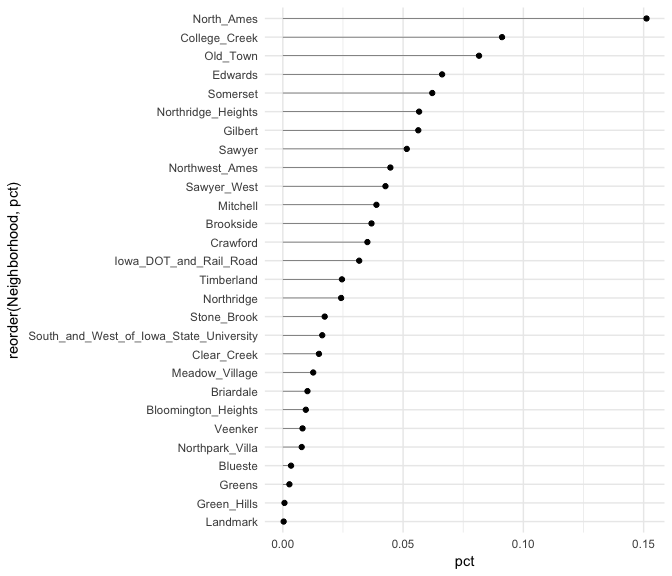 North_Ames
College_Creek
Old_Town
Edwards
Somerset
Northridge_Heights
Gilbert
Sawyer
Northwest_Ames
Sawyer_West
Mitchell
Brookside
Crawford
Iowa_DOT_and_Rail_Road
Timberland
Northridge
Stone_Brook
South_and_West_of_Iowa_State_University
Clear_Creek
Meadow_Village
Briardale
Bloomington_Heights
Veenker
Northpark_Villa
Blueste
Greens
Green_Hills
Landmark
reorder(Neighborhood, pct)
0.00 0.05 0.10 0.15
pct